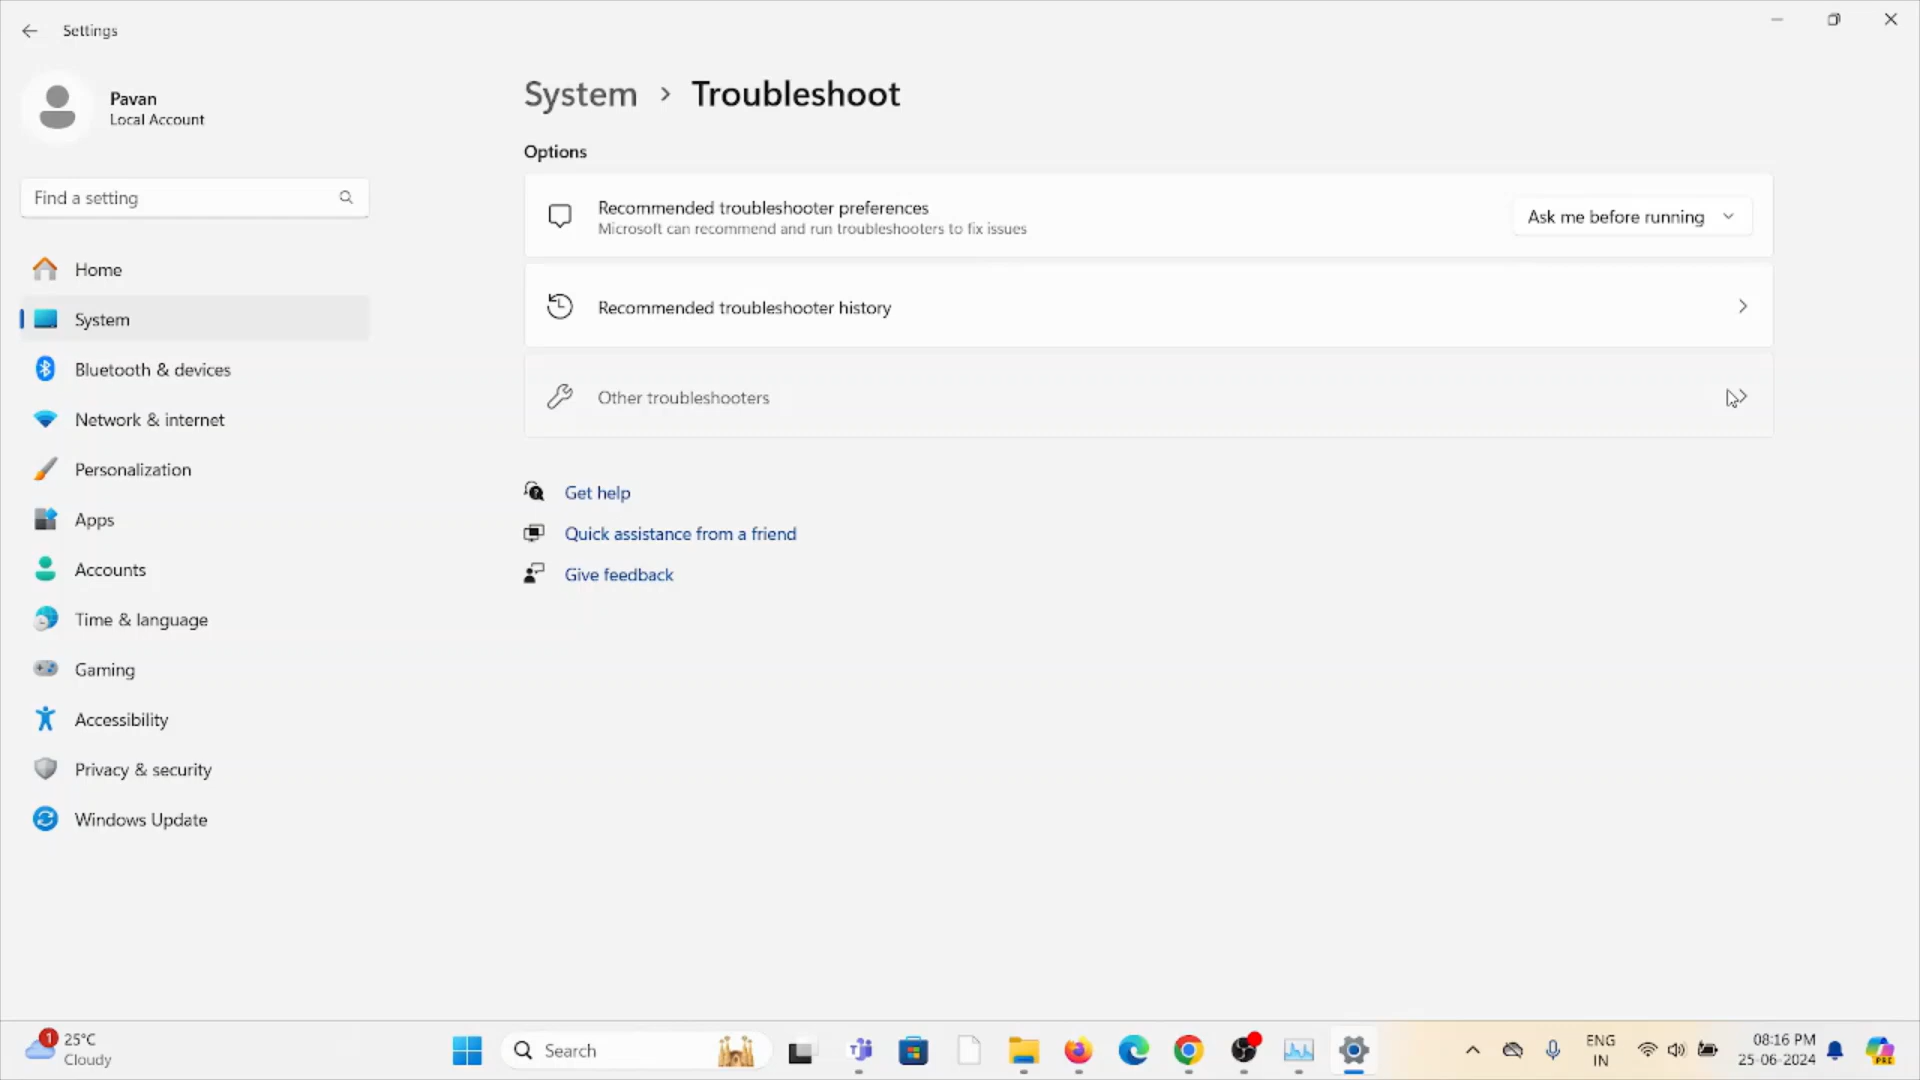 Settings
Pavan
Local Account
Find a setting
Home
System
Bluetooth & devices
Network & internet
Personalization
Apps
Accounts
Time & language
Gaming
Accessibility
Privacy & security
Windows Update
System > Troubleshoot
Options
Recommended troubleshooter preferences
Microsoft can recommend and run troubleshooters to fix issues
Ask me before running
Recommended troubleshooter history
Other troubleshooters
Get help
Quick assistance from a friend
Give feedback
1
25°C
Cloudy
Search
ENG
IN
08:16 PM
25-06-2024
PRE